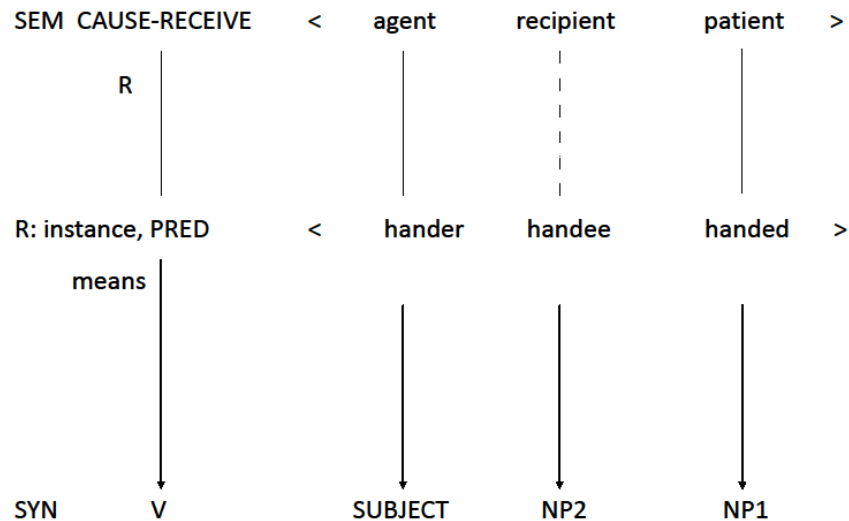 SEM CAUSE-RECEIVE < agent recipient patient >
R
R: instance, PRED < hander handee handed >
means
SYN V SUBJECT NP2 NP1